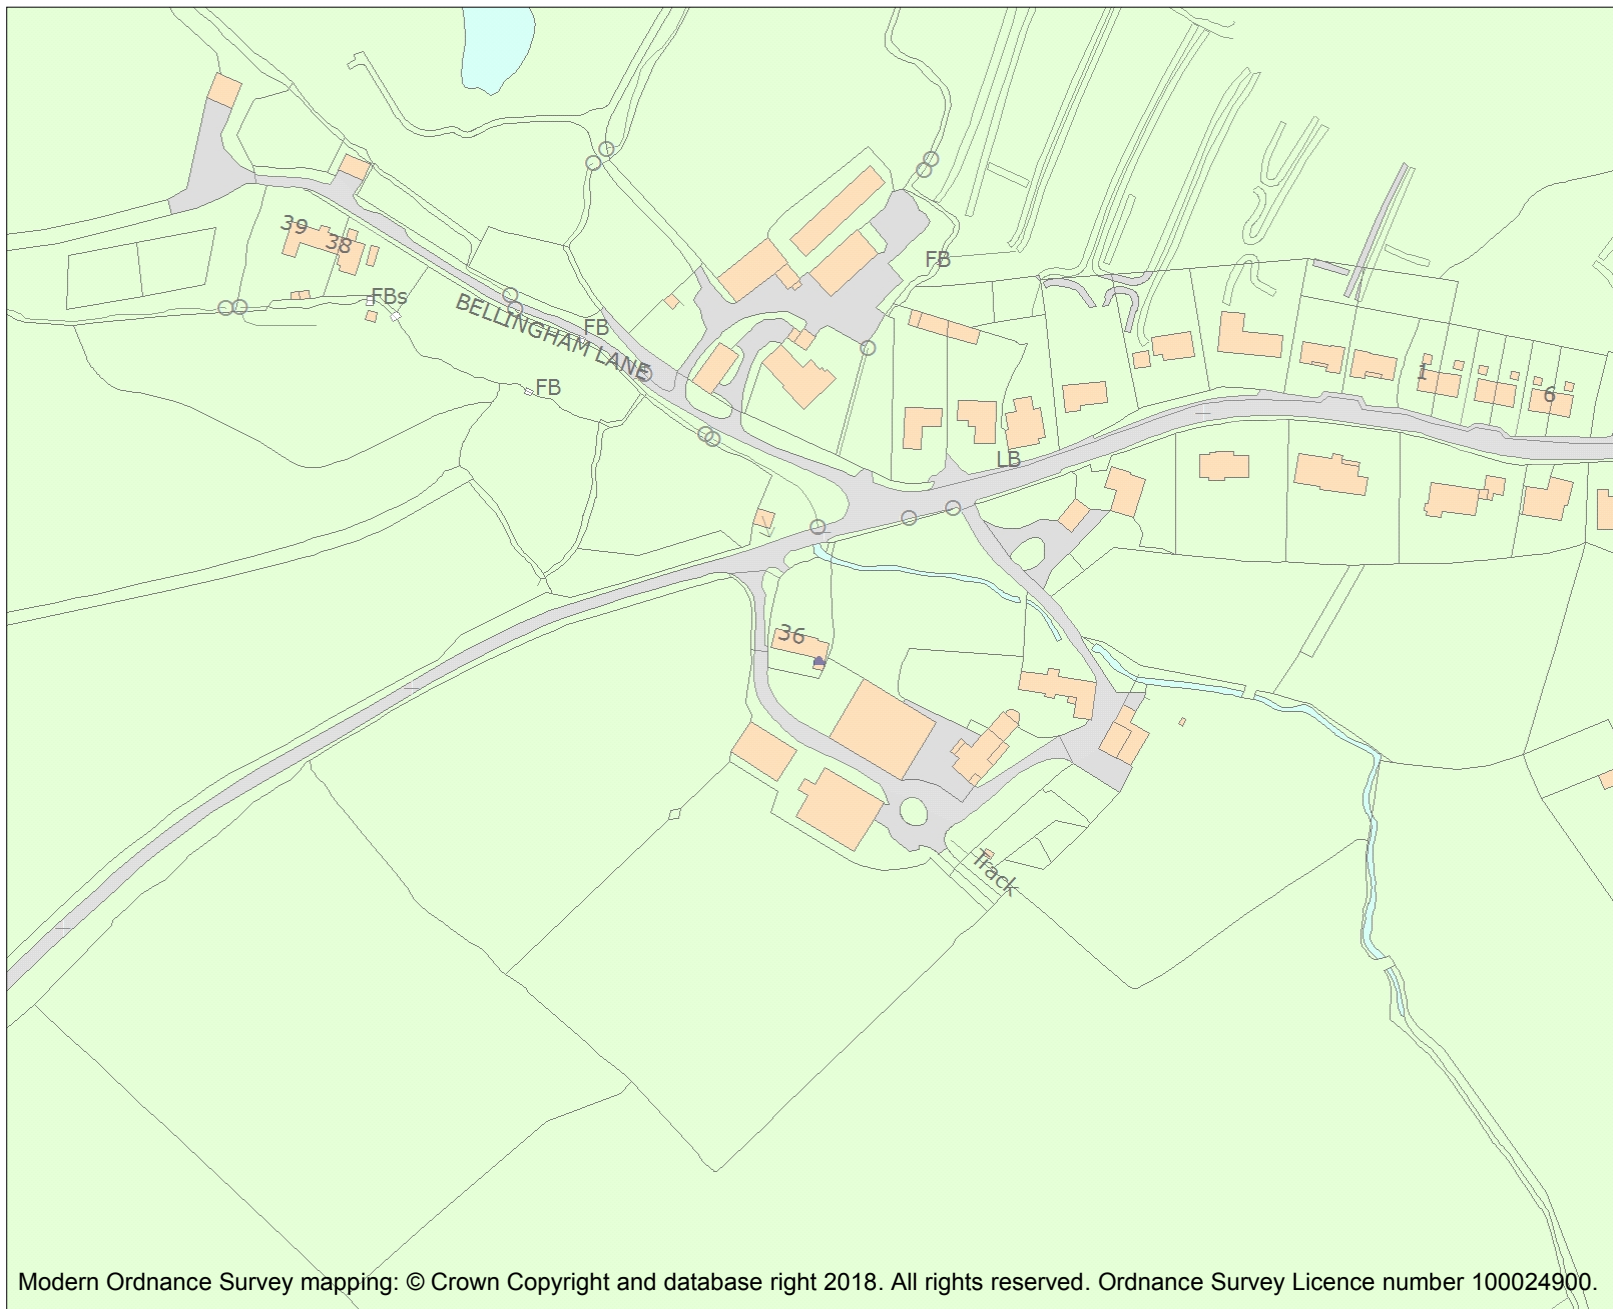 39
38
FBs
BELLINGHAM LANE
FB
FB
FB
1
6
LB
36
Track
Modern Ordnance Survey mapping: © Crown Copyright and database right 2018. All rights reserved. Ordnance Survey Licence number 100024900.